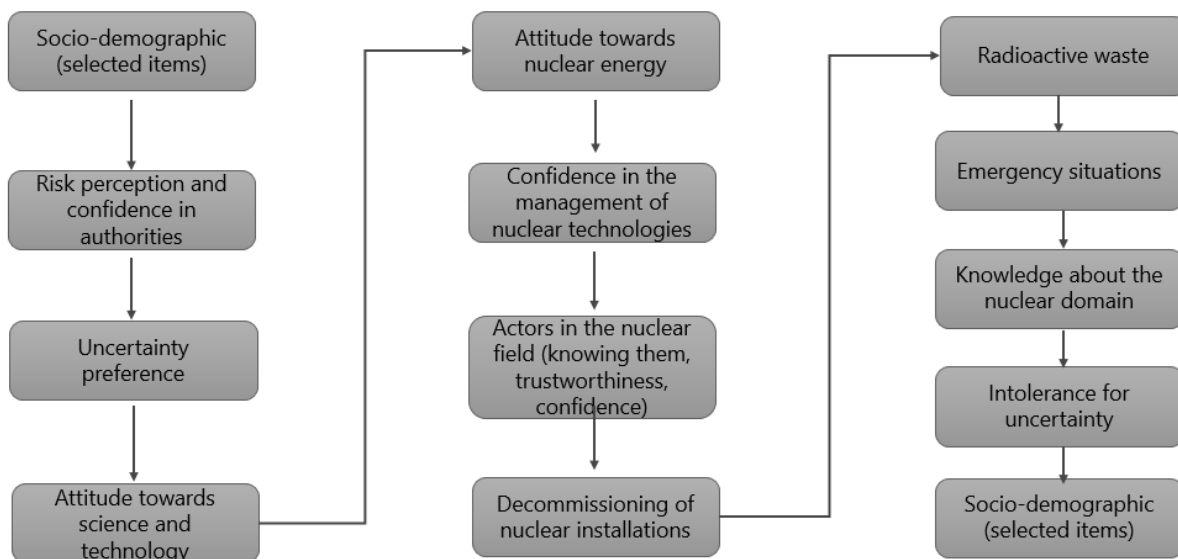 Socio-demographic
(selected items)
Risk perception and
confidence in
authorities
Uncertainty
preference
Attitude towards
science and
technology
Attitude towards
nuclear energy
Confidence in the
management of
nuclear technologies
Actors in the nuclear
field (knowing them,
trustworthiness,
confidence)
Decommissioning of
nuclear installations
Radioactive waste
Emergency situations
Knowledge about the
nuclear domain
Intolerance for
uncertainty
Socio-demographic
(selected items)